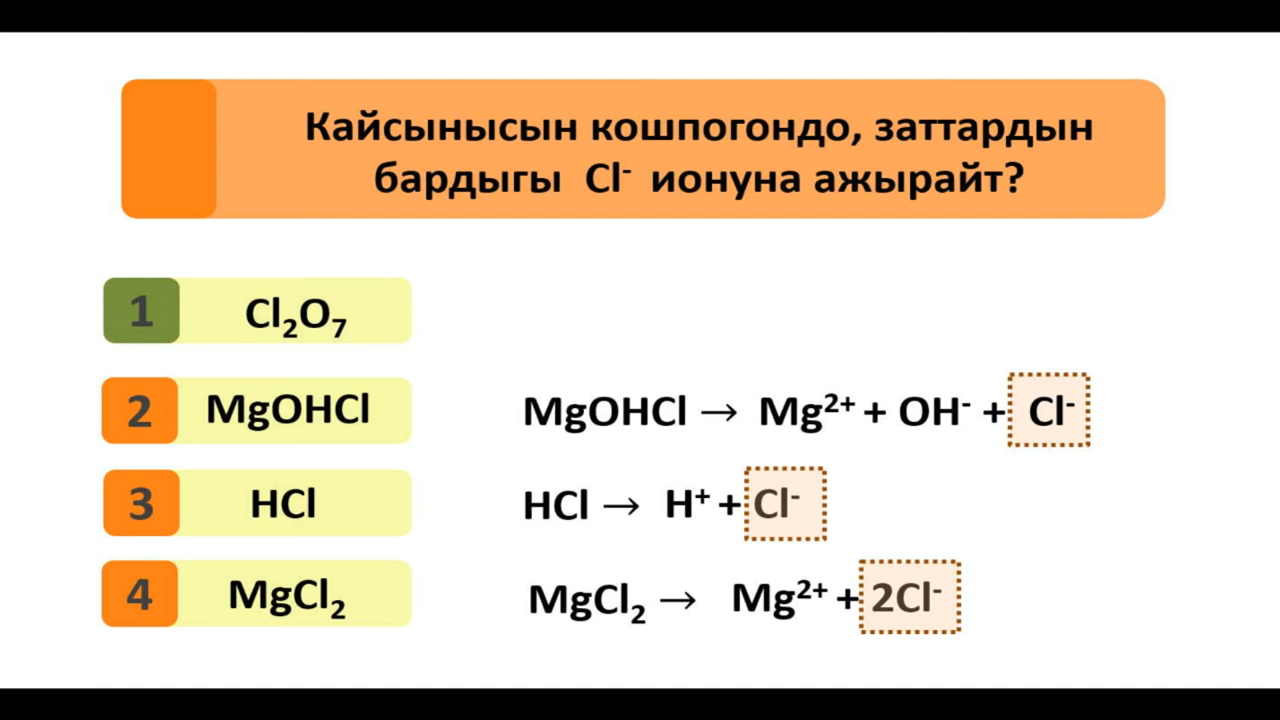 Кайсынысын кошпогондо, заттардын
бардыгы Cl⁻ ионуна ажырайт?
1 Cl₂O₇
2 MgOHCl MgOHCl → Mg²⁺ + OH⁻ + Cl⁻
3 HCl HCl → H⁺ + Cl⁻
4 MgCl₂ MgCl₂ → Mg²⁺ + 2Cl⁻